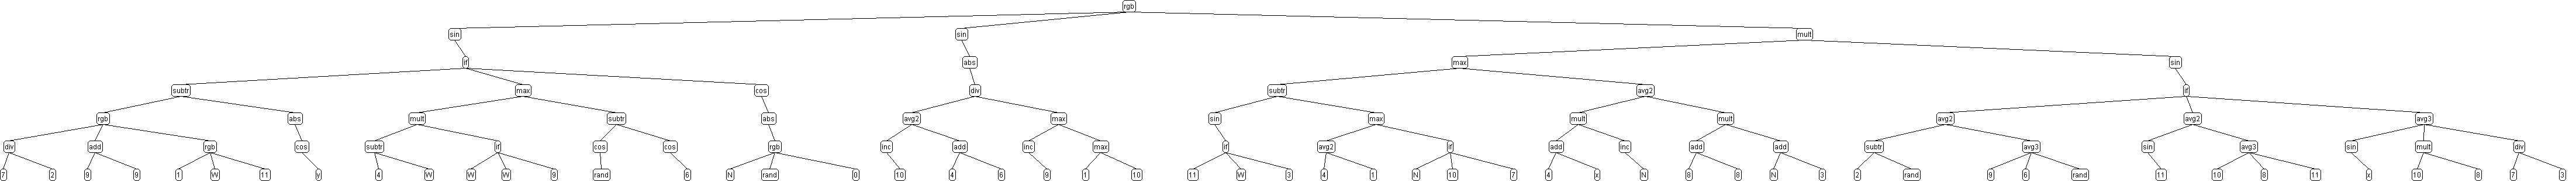 rgb
sin sin mult
if abs max sin
subtr max cos div subtr avg2 if
rgb abs mult subtr abs avg2 max sin max mult mult avg2 avg2 avg3
div add rgb cos subtr if cos cos rgb inc add inc max if avg2 if add inc add add subtr avg3 sin avg3 sin mult div
7 2 9 9 1 W 11 y 4 W W W 9 rand 6 N rand 0 10 4 6 9 1 10 11 W 3 4 1 N 10 7 4 x N 8 8 N 3 2 rand 9 6 rand 11 10 8 11 x 10 8 7 3